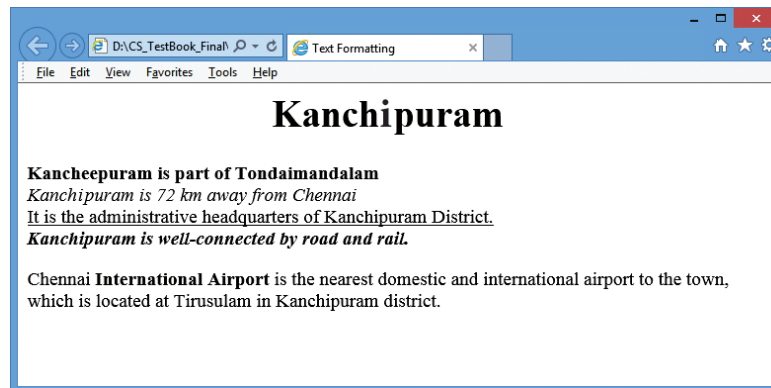 D:\CS_TestBook_Final\
Text Formatting
File Edit View Favorites Tools Help
Kanchipuram
Kancheepuram is part of Tondaimandalam
Kanchipuram is 72 km away from Chennai
It is the administrative headquarters of Kanchipuram District.
Kanchipuram is well-connected by road and rail.
Chennai International Airport is the nearest domestic and international airport to the town,
which is located at Tirusulam in Kanchipuram district.